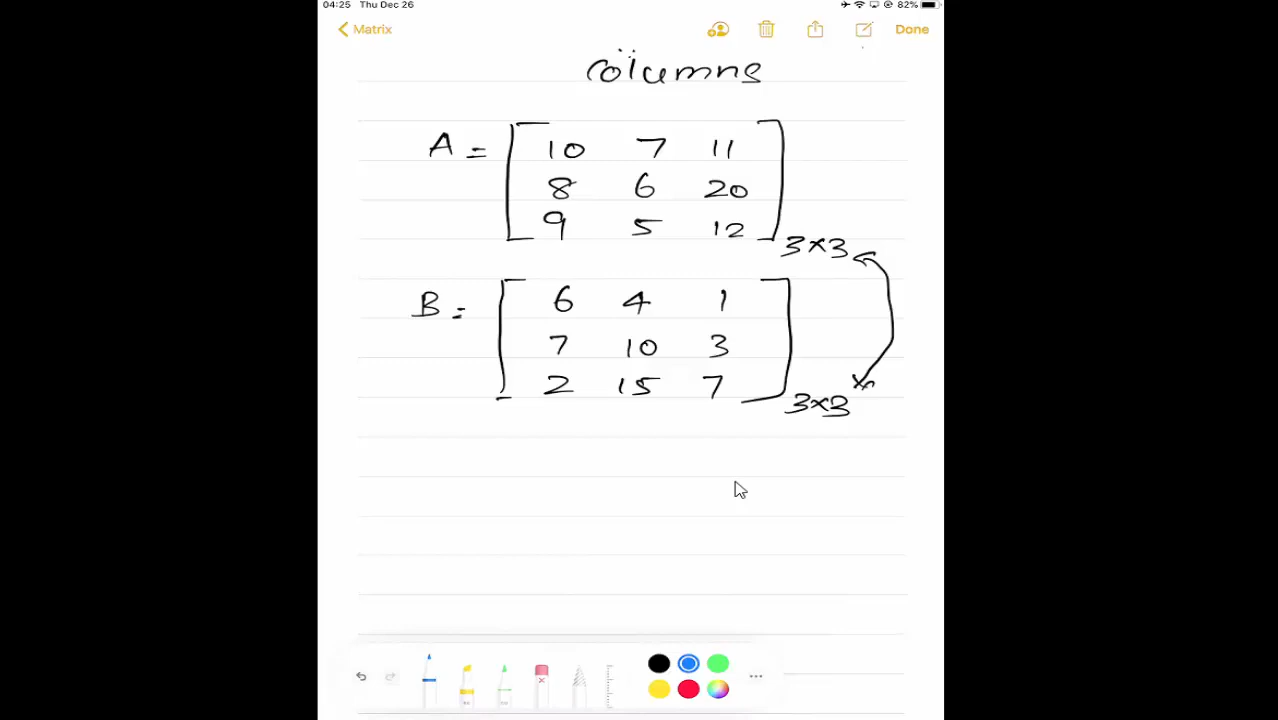 04:25 Thu Dec 26 82%
Matrix Done
columns
A = [ 10 7 11
8 6 20
9 5 12 ] 3×3
B = [ 6 4 1
7 10 3
2 15 7 ] 3×3